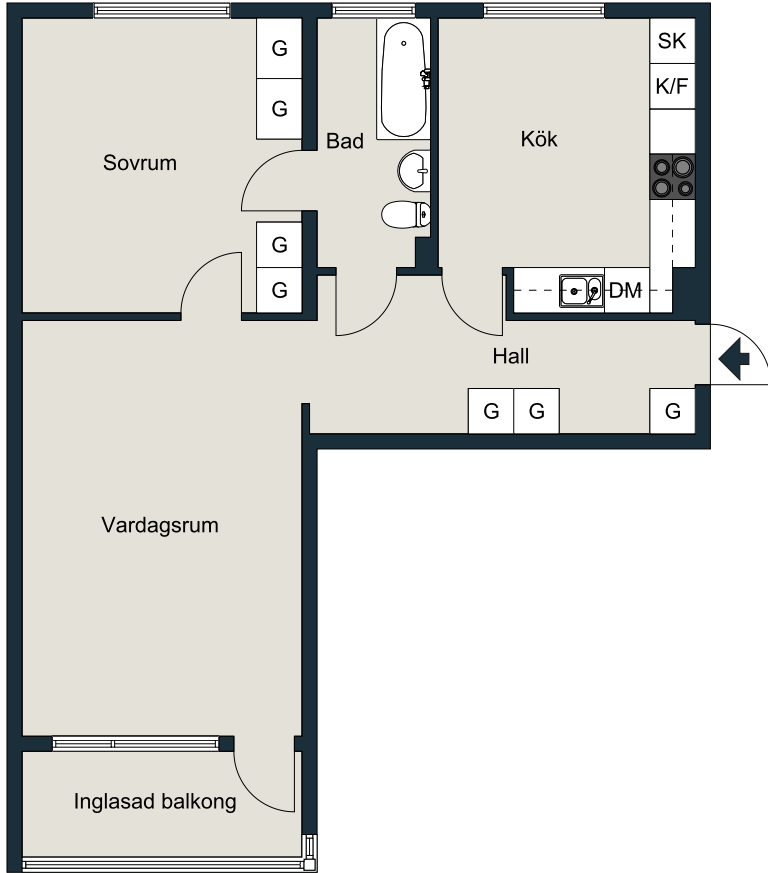 G
SK
K/F
G
Bad
Kök
Sovrum
G
G
DM
Hall
G
G
G
Vardagsrum
Inglasad balkong